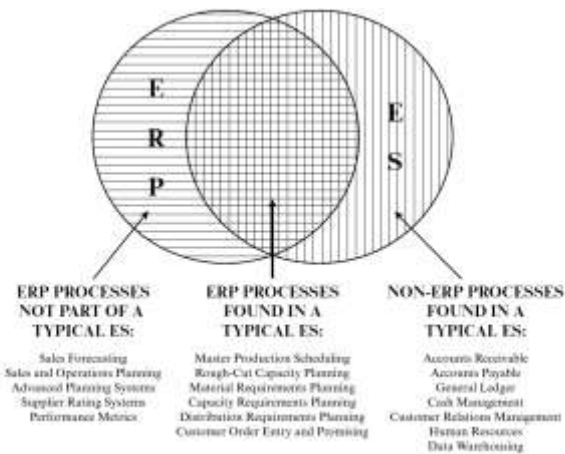 E
R
P
E
S
ERP PROCESSES
NOT PART OF A
TYPICAL ES:
Sales Forecasting
Sales and Operations Planning
Advanced Planning Systems
Supplier Rating Systems
Performance Metrics
ERP PROCESSES
FOUND IN A
TYPICAL ES:
Master Production Scheduling
Rough-Cut Capacity Planning
Material Requirements Planning
Capacity Requirements Planning
Distribution Requirements Planning
Customer Order Entry and Promising
NON-ERP PROCESSES
FOUND IN A
TYPICAL ES:
Accounts Receivable
Accounts Payable
General Ledger
Cash Management
Customer Relations Management
Human Resources
Data Warehousing